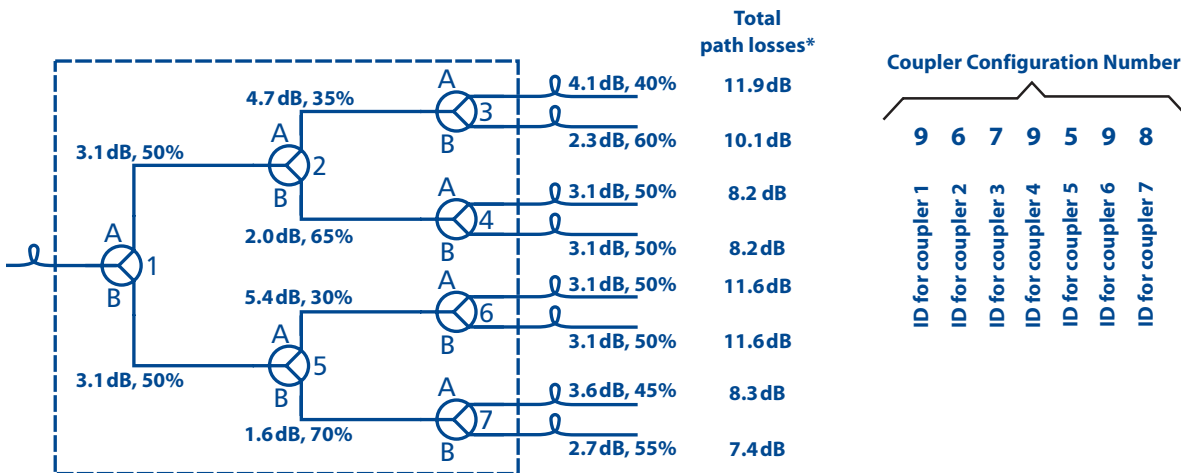 Total
path losses*
Coupler Configuration Number
A
3
B
4.1 dB, 40%
11.9 dB
4.7 dB, 35%
2.3 dB, 60%
10.1 dB
9 6 7 9 5 9 8
3.1 dB, 50%
A
2
B
A
4
B
3.1 dB, 50%
8.2 dB
2.0 dB, 65%
3.1 dB, 50%
8.2 dB
A
1
B
5.4 dB, 30%
A
6
B
3.1 dB, 50%
11.6 dB
3.1 dB, 50%
11.6 dB
3.1 dB, 50%
A
5
B
A
7
B
3.6 dB, 45%
8.3 dB
1.6 dB, 70%
2.7 dB, 55%
7.4 dB
ID for coupler 1
ID for coupler 2
ID for coupler 3
ID for coupler 4
ID for coupler 5
ID for coupler 6
ID for coupler 7